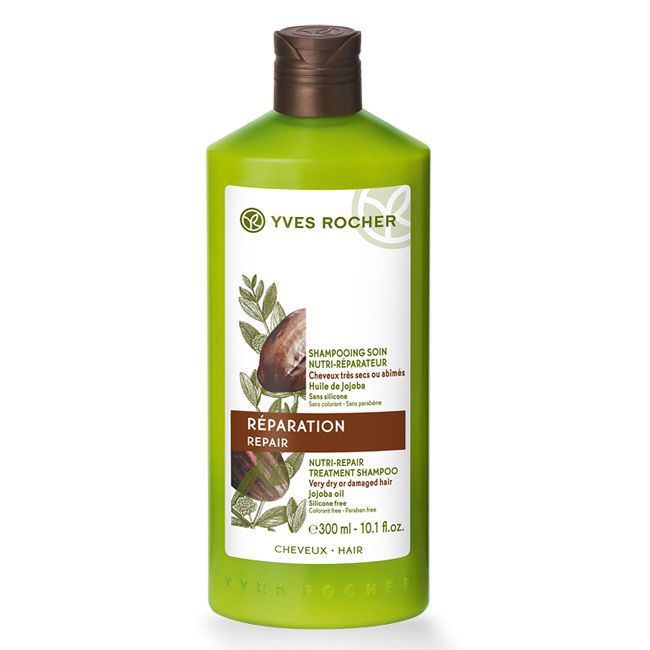 YVES ROCHER
SHAMPOOING SOIN
NUTRI-RÉPARATEUR
Cheveux très secs ou abîmés
Huile de Jojoba
Sans silicone
Sans colorant - Sans parabène
RÉPARATION
REPAIR
NUTRI-REPAIR
TREATMENT SHAMPOO
Very dry or damaged hair
Jojoba oil
Silicone free
Colorant free - Paraben free
℮300 ml - 10.1 fl.oz.
CHEVEUX • HAIR
YVES ROCHER